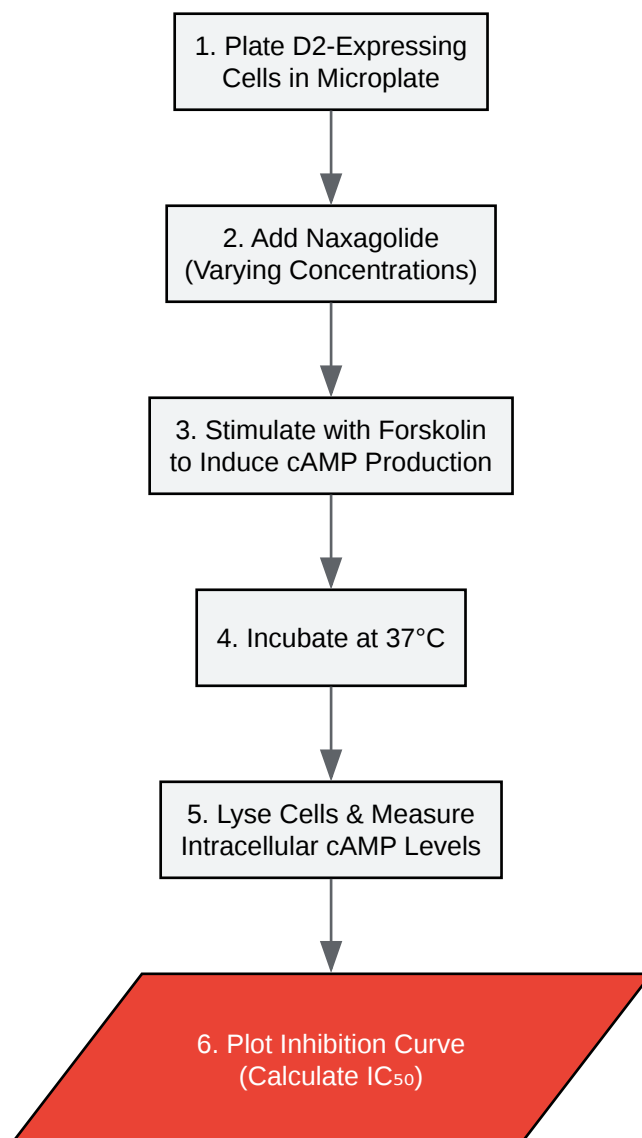 1. Plate D2-Expressing
Cells in Microplate
2. Add Naxagolide
(Varying Concentrations)
3. Stimulate with Forskolin
to Induce cAMP Production
4. Incubate at 37°C
5. Lyse Cells & Measure
Intracellular cAMP Levels
6. Plot Inhibition Curve
(Calculate IC₅₀)